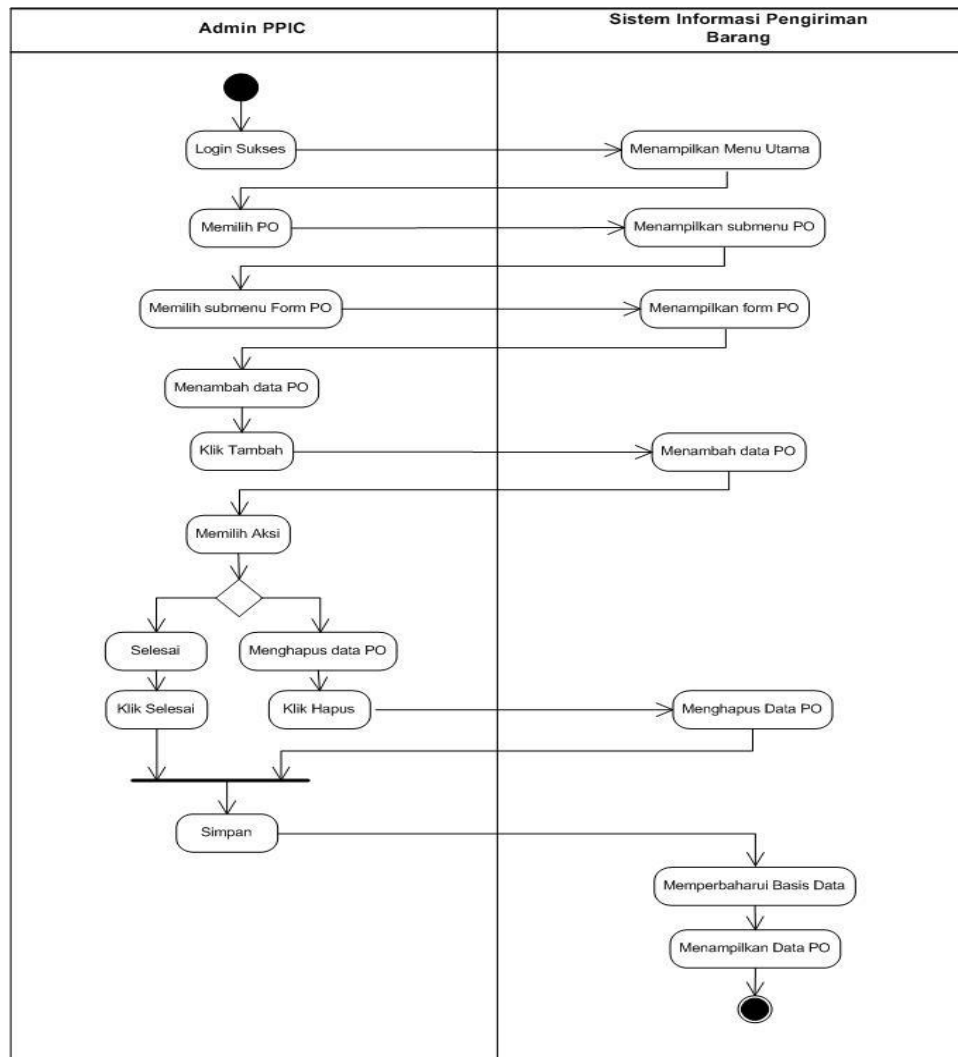 Admin PPIC
Sistem Informasi Pengiriman
Barang
Login Sukses
Menampilkan Menu Utama
Memilih PO
Menampilkan submenu PO
Memilih submenu Form PO
Menampilkan form PO
Menambah data PO
Klik Tambah
Menambah data PO
Memilih Aksi
Selesai
Menghapus data PO
Klik Selesai
Klik Hapus
Menghapus Data PO
Simpan
Memperbaharui Basis Data
Menampilkan Data PO